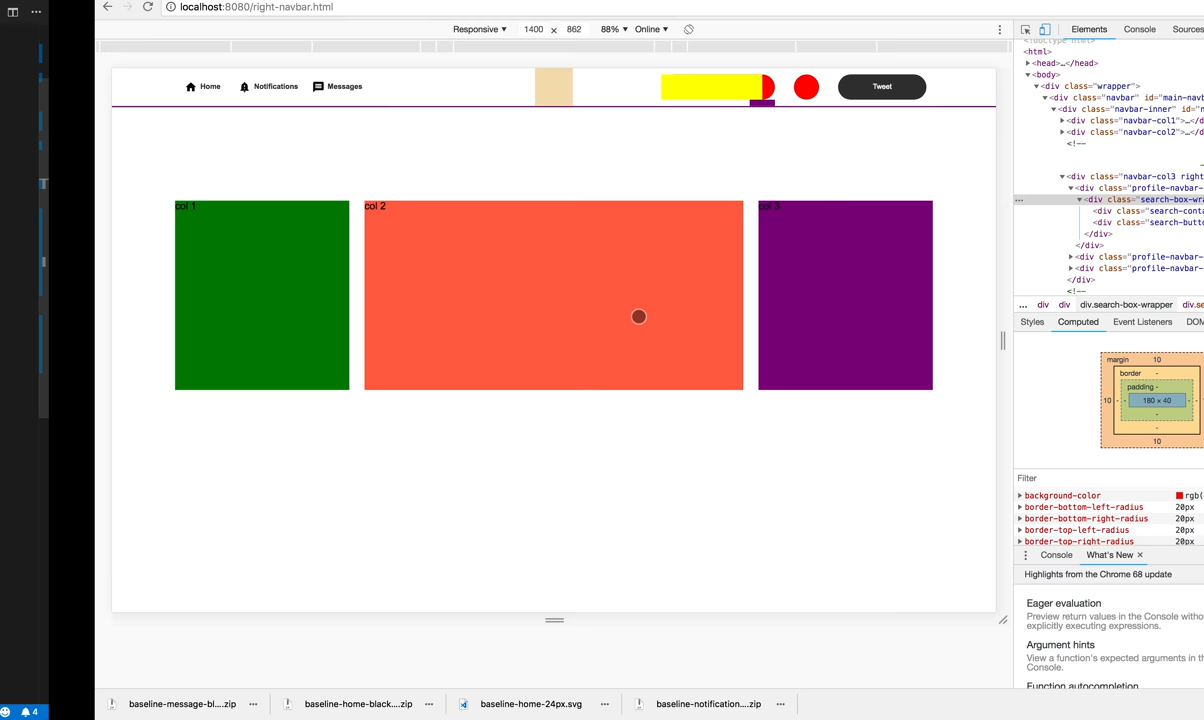 localhost:8080/right-navbar.html
Responsive ▼ 1400 × 862 88% ▼ Online ▼
Elements Console Sources
<!doctype html>
<html>
▶<head>…</head>
▼<body>
▼<div class="wrapper">
▼<div class="navbar" id="main-navb
▼<div class="navbar-inner" id="n
▶<div class="navbar-col1">…</d
▶<div class="navbar-col2">…</d
<!--
▼<div class="navbar-col3 right
▼<div class="profile-navbar-
… ▼<div class="search-box-wra
<div class="search-conta
<div class="search-butto
</div>
</div>
▶<div class="profile-navbar-
▶<div class="profile-navbar-
</div>
<!--
… div div div.search-box-wrapper div.se
Styles Computed Event Listeners DOM
margin 10
border -
padding -
10 - - 180 × 40 - -
-
-
10
Filter
▶background-color rgb(
▶border-bottom-left-radius 20px
▶border-bottom-right-radius 20px
▶border-top-left-radius 20px
▶border-top-right-radius 20px
Console What's New ×
Highlights from the Chrome 68 update
Eager evaluation
Preview return values in the Console witho
explicitly executing expressions.
Argument hints
View a function's expected arguments in th
Console.
Function autocompletion
Home Notifications Messages Tweet
col 1 col 2 col 3
baseline-message-bl....zip ... baseline-home-black....zip ... baseline-home-24px.svg ... baseline-notification....zip ...
4